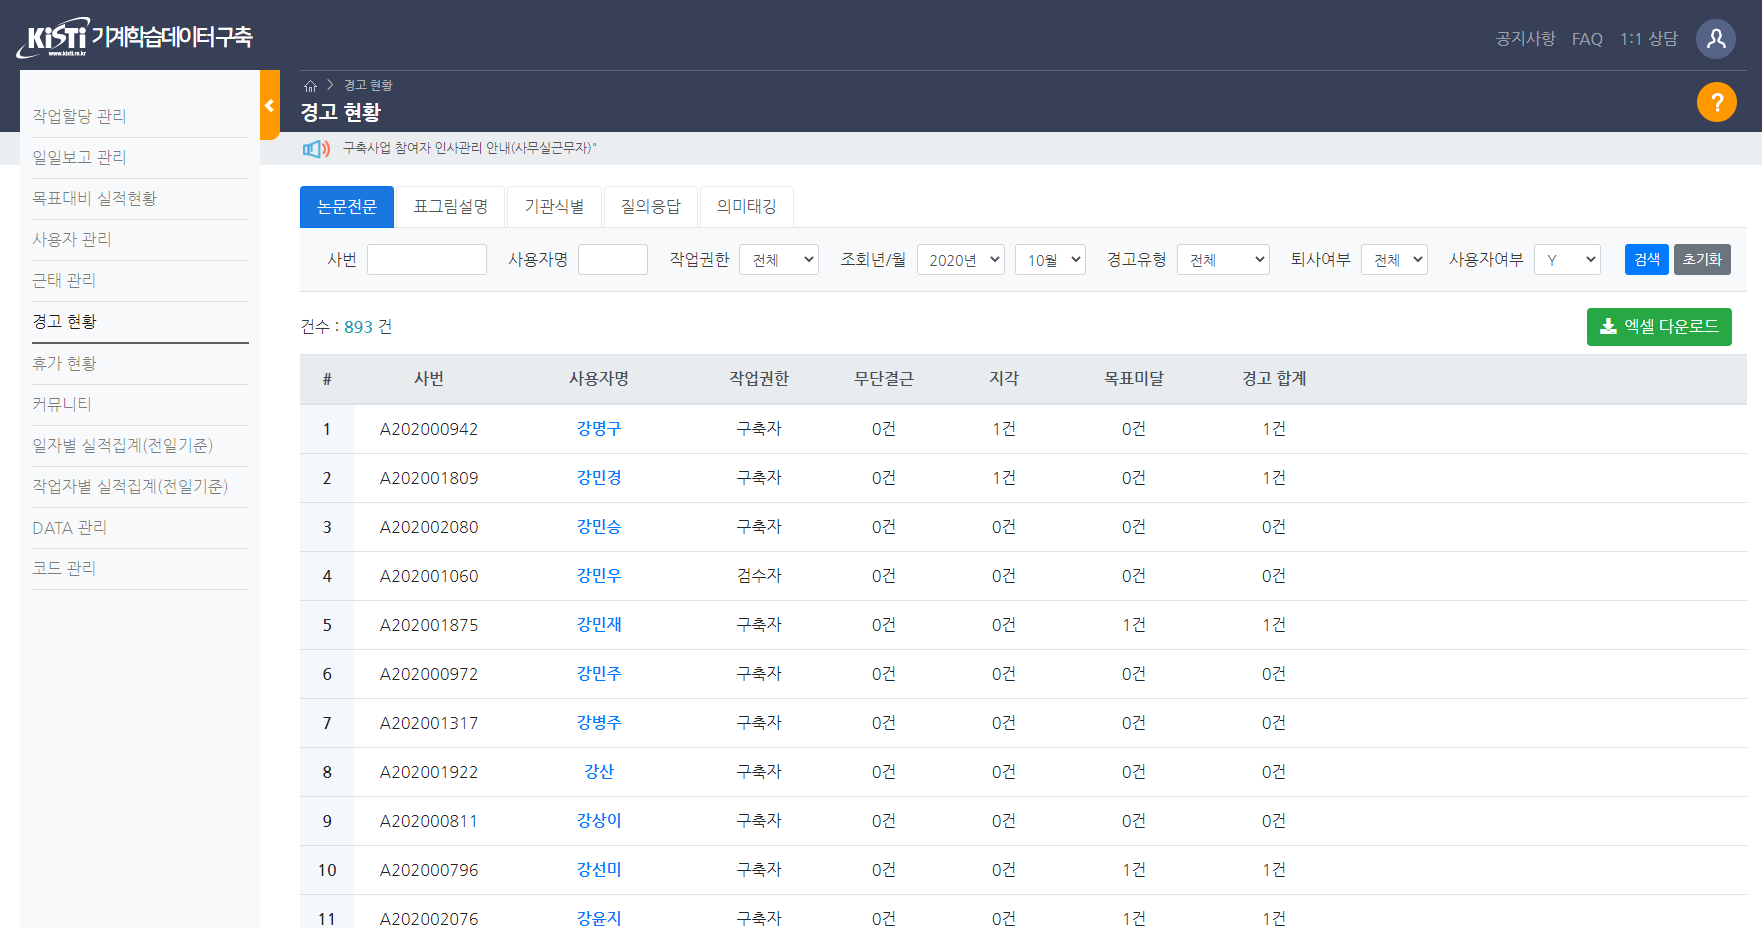 KiSTi 기계학습데이터 구축
www.kisti.re.kr
공지사항 FAQ 1:1 상담
경고 현황
경고 현황
?
구축사업 참여자 인사관리 안내(사무실근무자)"
작업할당 관리
일일보고 관리
목표대비 실적현황
사용자 관리
근태 관리
경고 현황
휴가 현황
커뮤니티
일자별 실적집계(전일기준)
작업자별 실적집계(전일기준)
DATA 관리
코드 관리
논문전문 표그림설명 기관식별 질의응답 의미태깅
사번 사용자명 작업권한 전체 조회년/월 2020년 10월 경고유형 전체 퇴사여부 전체 사용자여부 Y 검색 초기화
건수 : 893 건 엑셀 다운로드
# 사번 사용자명 작업권한 무단결근 지각 목표미달 경고 합계
1 A202000942 강명구 구축자 0건 1건 0건 1건
2 A202001809 강민경 구축자 0건 1건 0건 1건
3 A202002080 강민승 구축자 0건 0건 0건 0건
4 A202001060 강민우 검수자 0건 0건 0건 0건
5 A202001875 강민재 구축자 0건 0건 1건 1건
6 A202000972 강민주 구축자 0건 0건 0건 0건
7 A202001317 강병주 구축자 0건 0건 0건 0건
8 A202001922 강산 구축자 0건 0건 0건 0건
9 A202000811 강상이 구축자 0건 0건 0건 0건
10 A202000796 강선미 구축자 0건 0건 1건 1건
11 A202002076 강윤지 구축자 0건 0건 1건 1건